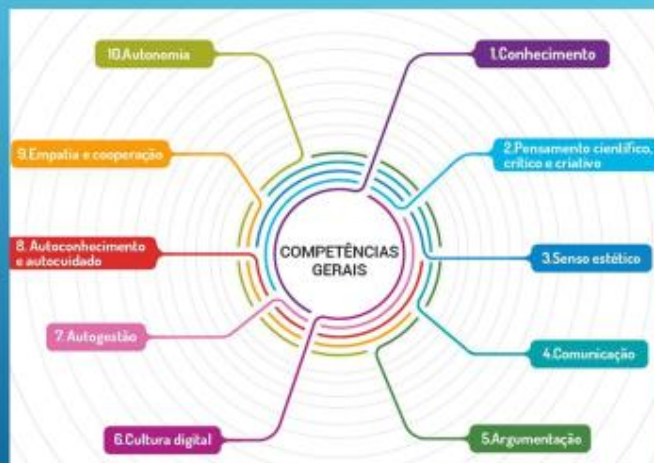 COMPETÊNCIAS
GERAIS
1.Conhecimento
2.Pensamento científico,
crítico e criativo
3.Senso estético
4.Comunicação
5.Argumentação
6.Cultura digital
7.Autogestão
8. Autoconhecimento
e autocuidado
9.Empatia e cooperação
10.Autonomia